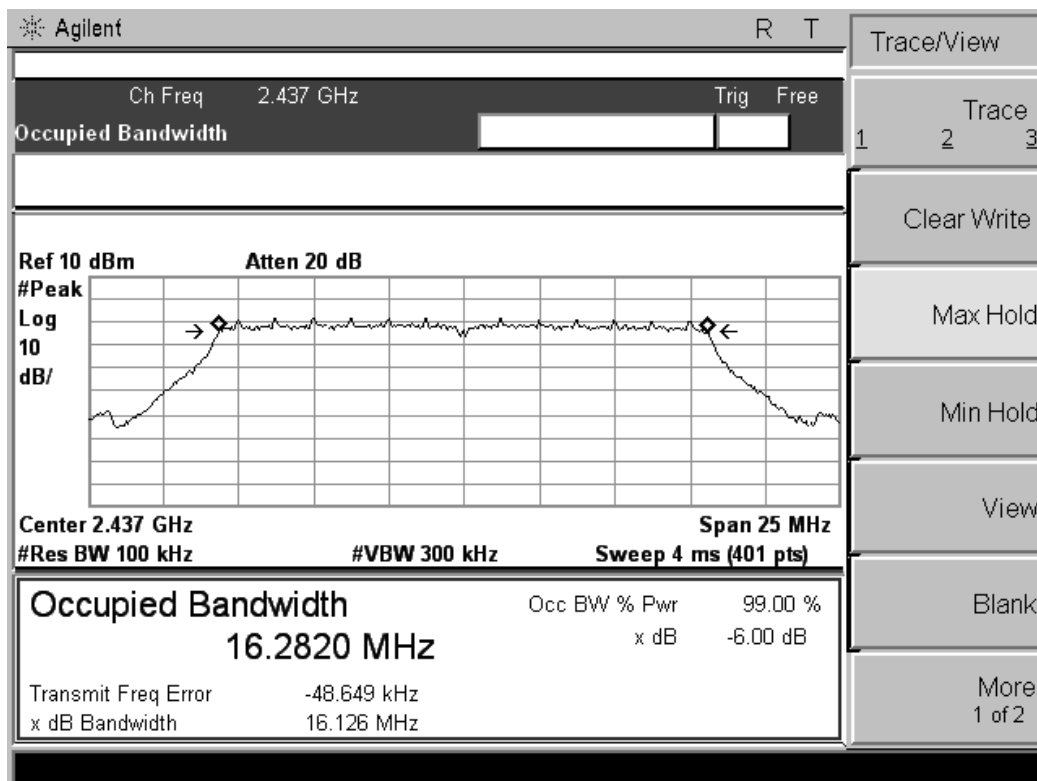 Agilent R T
Ch Freq 2.437 GHz Trig Free
Occupied Bandwidth
Ref 10 dBm Atten 20 dB
#Peak
Log
10
dB/
Center 2.437 GHz Span 25 MHz
#Res BW 100 kHz #VBW 300 kHz Sweep 4 ms (401 pts)
Occupied Bandwidth
16.2820 MHz
Occ BW % Pwr 99.00 %
x dB -6.00 dB
Transmit Freq Error -48.649 kHz
x dB Bandwidth 16.126 MHz
Trace/View
Trace
1 2 3
Clear Write
Max Hold
Min Hold
View
Blank
More
1 of 2